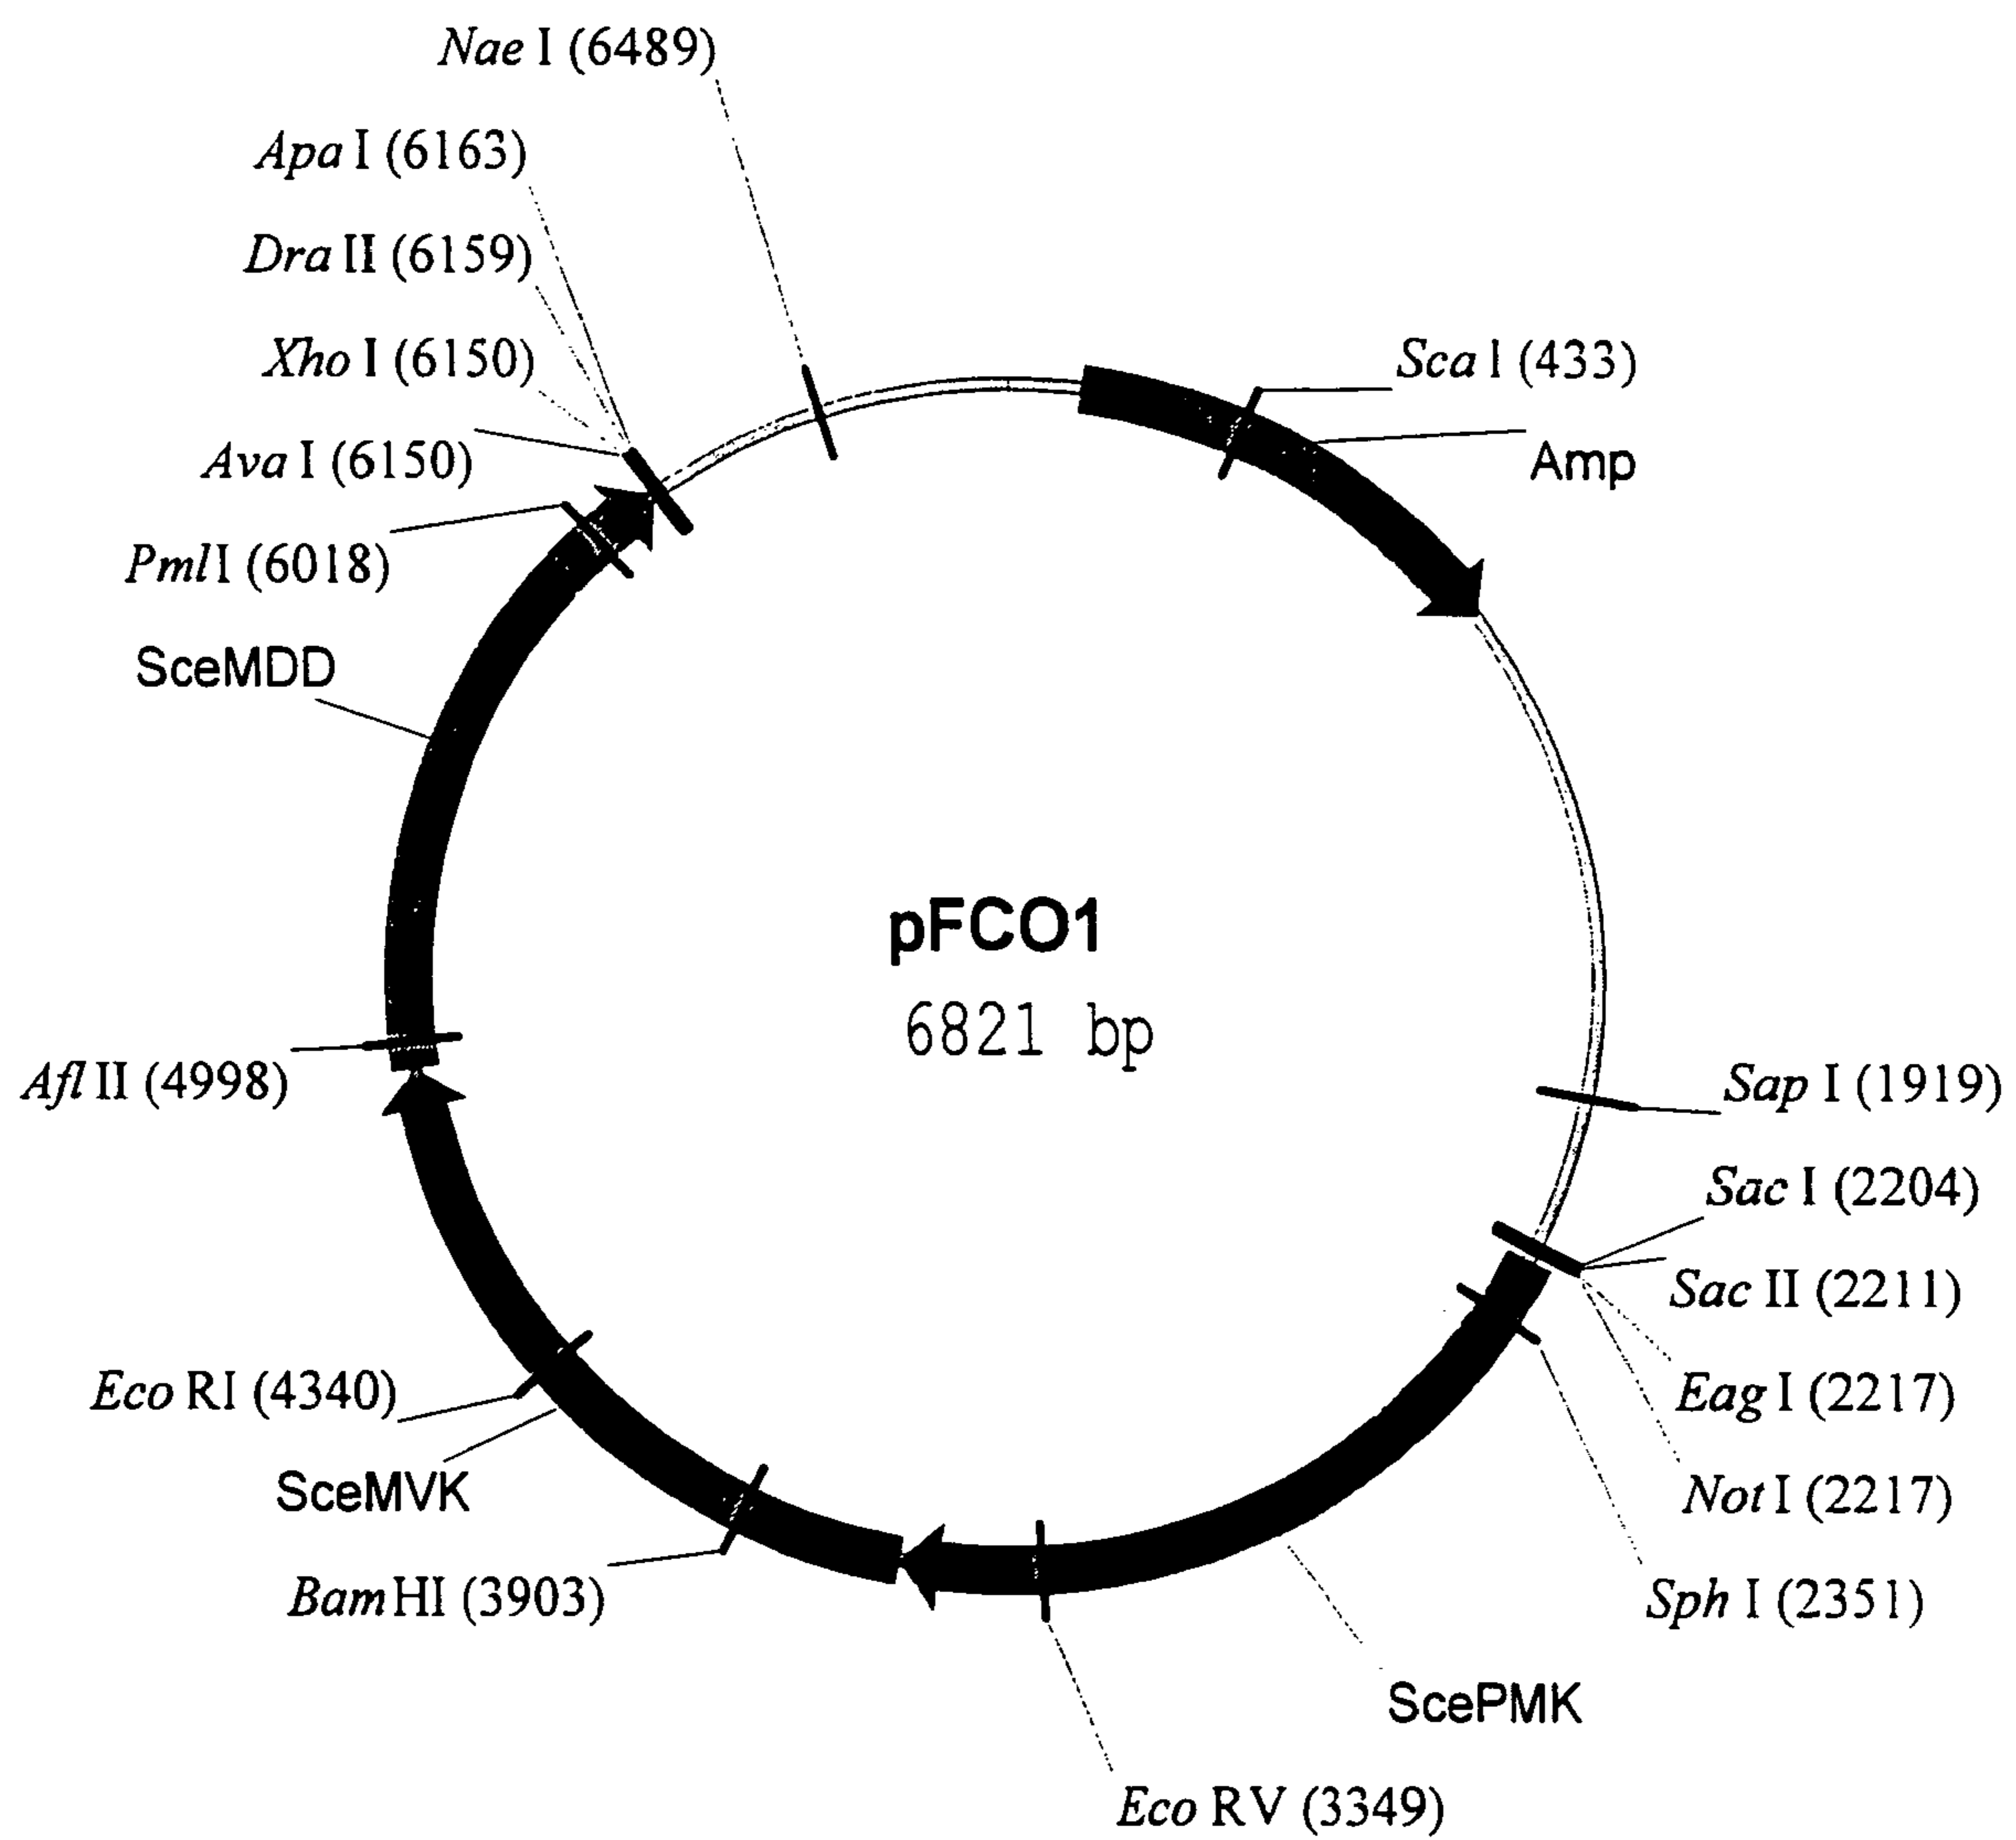 Nae I (6489)
Apa I (6163)
Dra II (6159)
Xho I (6150)
Ava I (6150)
Pml I (6018)
SceMDD
Afl II (4998)
Eco RI (4340)
SceMVK
Bam HI (3903)
Sca I (433)
Amp
pFCO1
6821 bp
Sap I (1919)
Sac I (2204)
Sac II (2211)
Eag I (2217)
Not I (2217)
Sph I (2351)
ScePMK
Eco RV (3349)